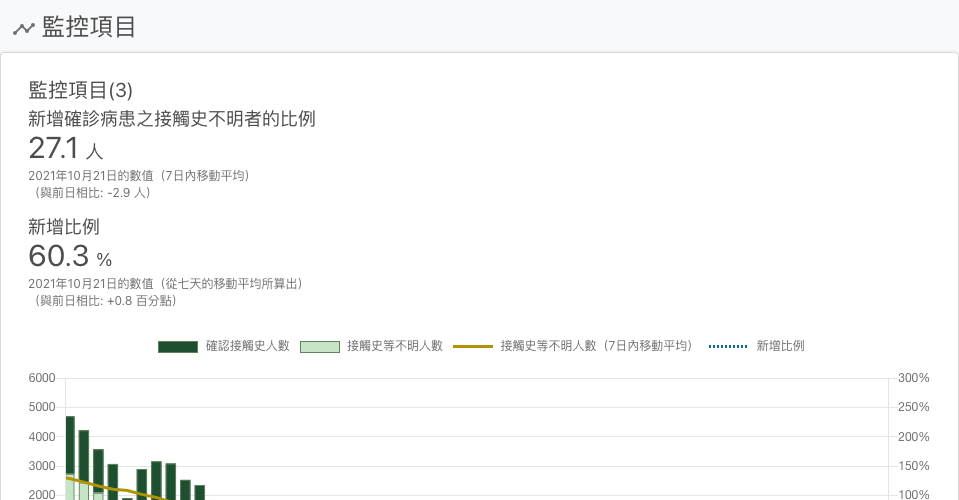 監控項目
監控項目(3)
新增確診病患之接觸史不明者的比例
27.1 人
2021年10月21日的數值（7日內移動平均）
（與前日相比: -2.9 人）
新增比例
60.3 %
2021年10月21日的數值（從七天的移動平均所算出）
（與前日相比: +0.8 百分點）
確認接觸史人數 接觸史等不明人數 接觸史等不明人數（7日內移動平均） 新增比例
6000 300%
5000 250%
4000 200%
3000 150%
2000 100%